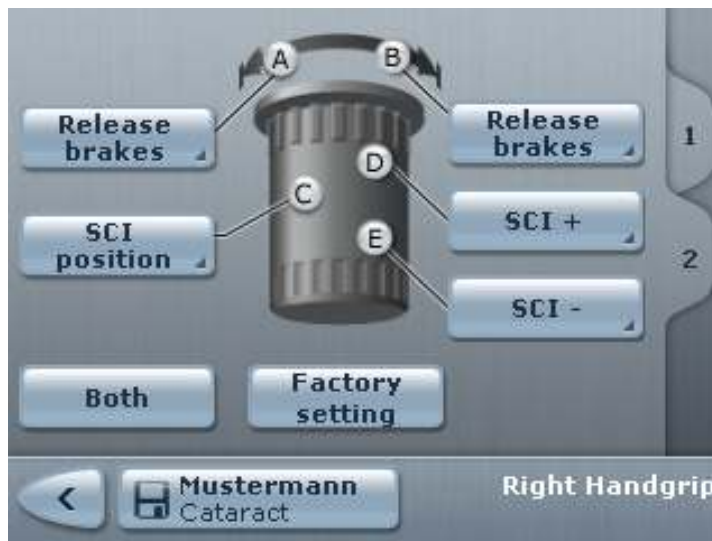 A
B
Release
brakes
Release
brakes
1
D
C
SCI +
SCI
position
E
2
SCI -
Both
Factory
setting
<
Mustermann
Cataract
Right Handgrip